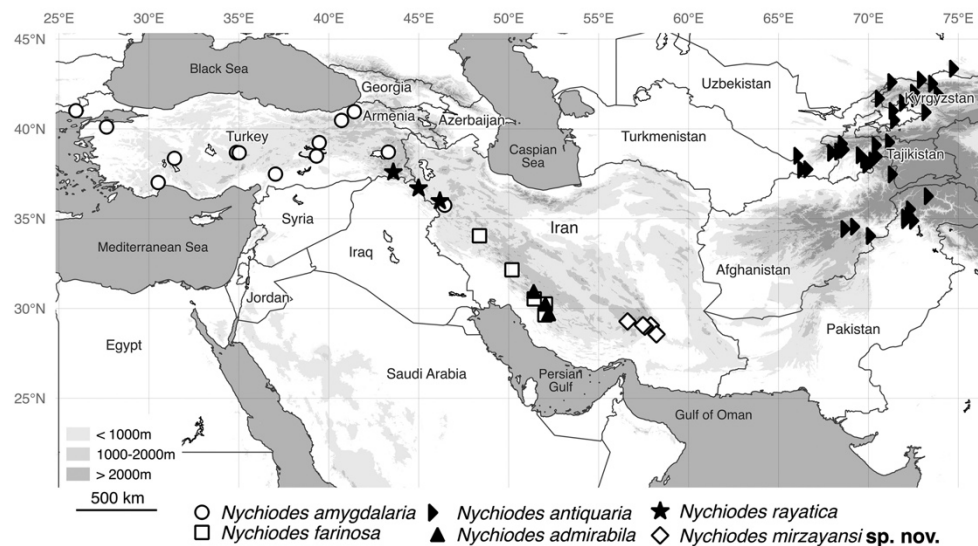 25°E 30°E 35°E 40°E 45°E 50°E 55°E 60°E 65°E 70°E 75°E
45°N
Black Sea
Georgia
Uzbekistan
Kyrgyzstan
40°N
Armenia
Azerbaijan
Turkey
Turkmenistan
Caspian
Sea
Tajikistan
35°N
Syria
Iran
Mediterranean Sea
Iraq
Afghanistan
30°N
Jordan
Pakistan
Egypt
Persian
Gulf
Saudi Arabia
Gulf of Oman
25°N
< 1000m
1000-2000m
> 2000m
500 km
Nychiodes amygdalaria Nychiodes antiquaria Nychiodes rayatica
Nychiodes farinosa Nychiodes admirabila Nychiodes mirzayansi sp. nov.